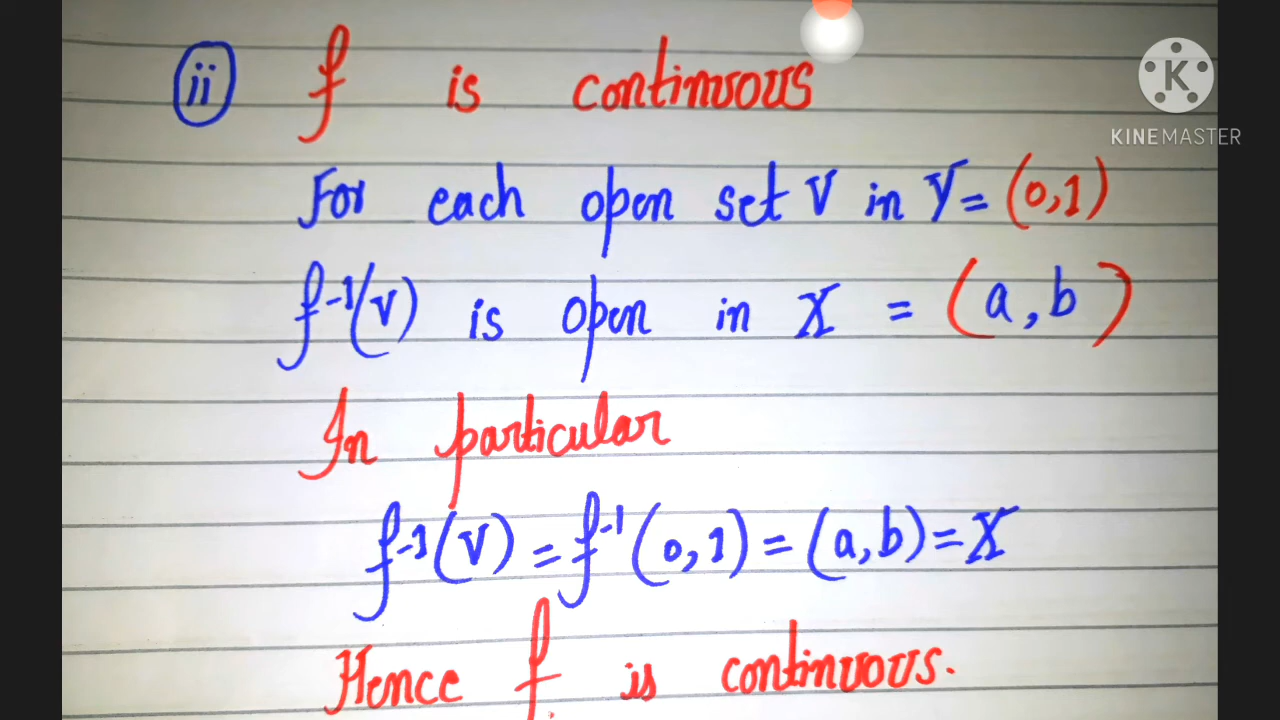 ii f is continuous
K
KINEMASTER
For each open set V in Y = (0,1)
f-1(V) is open in X = (a,b)
In particular
f-1(V) = f-1(0,1) = (a,b) = X
Hence f is continuous.